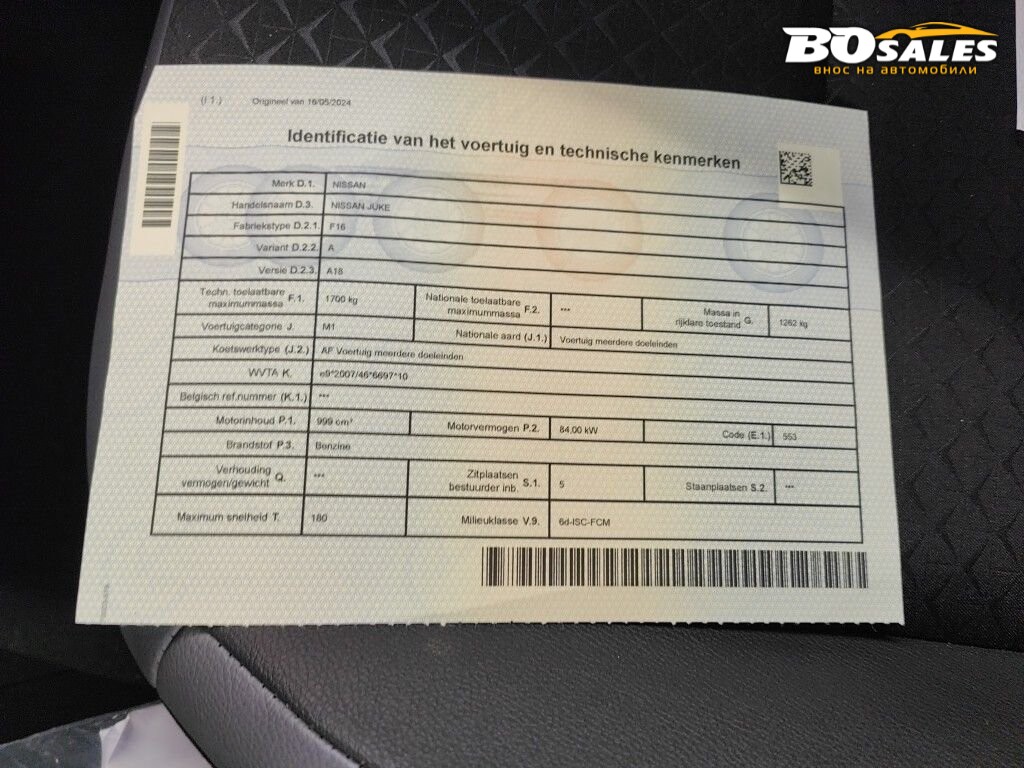 BOSALES
внос на автомобили
(I 1.) Origineel van 16/05/2024
Identificatie van het voertuig en technische kenmerken
Merk D.1. NISSAN
Handelsnaam D.3. NISSAN JUKE
Fabriekstype D.2.1. F16
Variant D.2.2. A
Versie D.2.3. A18
Techn. toelaatbare maximummassa F.1. 1700 kg Nationale toelaatbare maximummassa F.2. *** Massa in rijklare toestand G. 1262 kg
Voertuigcategorie J. M1 Nationale aard (J.1.) Voertuig meerdere doeleinden
Koetswerktype (J.2.) AF Voertuig meerdere doeleinden
WVTA K. e9*2007/46*6697*10
Belgisch ref.nummer (K.1.) ***
Motorinhoud P.1. 999 cm³ Motorvermogen P.2. 84,00 kW Code (E.1.) 553
Brandstof P.3. Benzine
Verhouding vermogen/gewicht Q. *** Zitplaatsen bestuurder inb. S.1. 5 Staanplaatsen S.2. ***
Maximum snelheid T. 180 Milieuklasse V.9. 6d-ISC-FCM